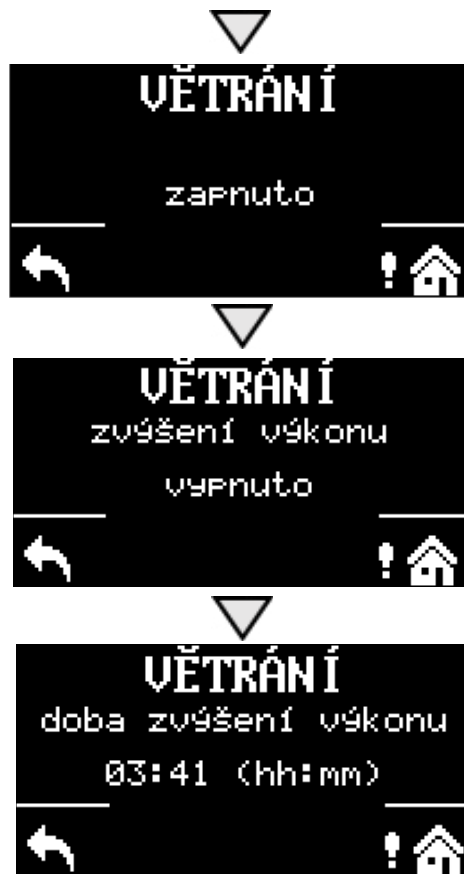 VĚTRÁNÍ
zapnuto
VĚTRÁNÍ
zvýšení výkonu
vypnuto
VĚTRÁNÍ
doba zvýšení výkonu
03:41 (hh:mm)